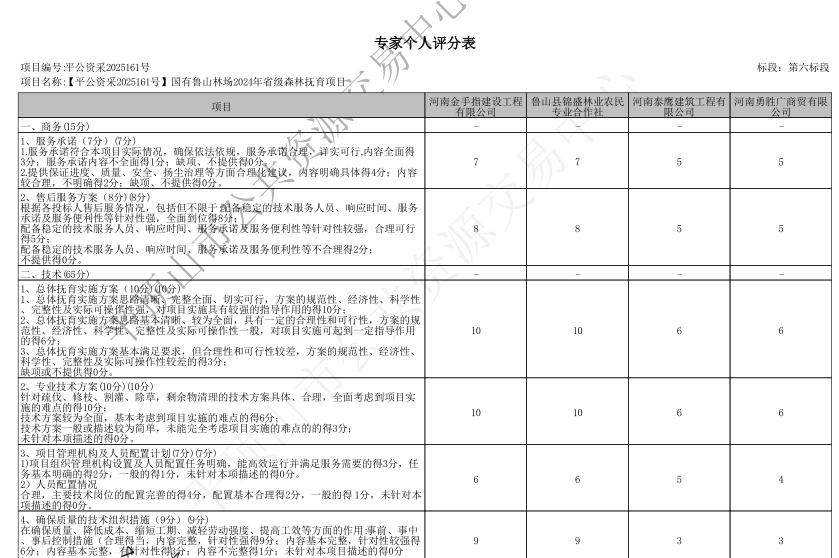 专家个人评分表
项目编号:平公资采2025161号
标段：第六标段
项目名称:【平公资采2025161号】国有鲁山林场2024年省级森林抚育项目
项目
河南金手指建设工程有限公司
鲁山县锦盛林业农民专业合作社
河南泰鹰建筑工程有限公司
河南勇胜广商贸有限公司
一、商务(15分)
– – – –
1、服务承诺（7分）(7分)
1.服务承诺符合本项目实际情况，确保依法依规，服务承诺合理，详实可行,内容全面得
3分；服务承诺内容不全面得1分；缺项、不提供得0分。
2.提供保证进度、质量、安全、扬尘治理等方面合理化建议，内容明确具体得4分；内容
较合理，不明确得2分；缺项、不提供得0分。
7 7 5 5
2、售后服务方案（8分)(8分)
根据各投标人售后服务情况，包括但不限于:配备稳定的技术服务人员、响应时间、服务
承诺及服务便利性等针对性强，全面到位得8分；
配备稳定的技术服务人员、响应时间、服务承诺及服务便利性等针对性较强，合理可行
得5分；
配备稳定的技术服务人员、响应时间，服务承诺及服务便利性等不合理得2分；
不提供得0分。
8 8 5 5
二、技术(65分)
– – – –
1、总体抚育实施方案（10分)(10分)
1、总体抚育实施方案思路清晰、完整全面、切实可行，方案的规范性、经济性、科学性
、完整性及实际可操作性强，对项目实施具有较强的指导作用的得10分；
2、总体抚育实施方案思路基本清晰、较为全面，具有一定的合理性和可行性，方案的规
范性、经济性、科学性、完整性及实际可操作性一般，对项目实施可起到一定指导作用
的得6分；
3、总体抚育实施方案基本满足要求，但合理性和可行性较差，方案的规范性、经济性、
科学性、完整性及实际可操作性较差的得3分；
缺项或不提供得0分。
10 10 6 6
2、专业技术方案(10分)(10分)
针对疏伐、修枝、割灌、除草，剩余物清理的技术方案具体、合理，全面考虑到项目实
施的难点的得10分；
技术方案较为全面，基本考虑到项目实施的难点的得6分；
技术方案一般或描述较为简单，未能完全考虑项目实施的难点的的得3分；
未针对本项描述的得0分。
10 10 6 6
3、项目管理机构及人员配置计划(7分)(7分)
1)项目组织管理机构设置及人员配置任务明确，能高效运行并满足服务需要的得3分，任
务基本明确的得2分，一般的得1分，未针对本项描述的得0分。
2）人员配置情况
合理，主要技术岗位的配置完善的得4分，配置基本合理得2分，一般的得 1分，未针对本
项描述的得0分。
6 6 5 4
4、确保质量的技术组织措施（9分）(9分)
在确保质量、降低成本、缩短工期、减轻劳动强度、提高工效等方面的作用:事前、事中
、事后控制措施（合理得当，内容完整，针对性强得9分；内容基本完整，针对性较强得
6分；内容基本完整，有针对性得3分；内容不完整得1分；未针对本项目描述的得0分
9 9 3 3
平顶山市公共资源交易中心
平顶山市公共资源交易中心